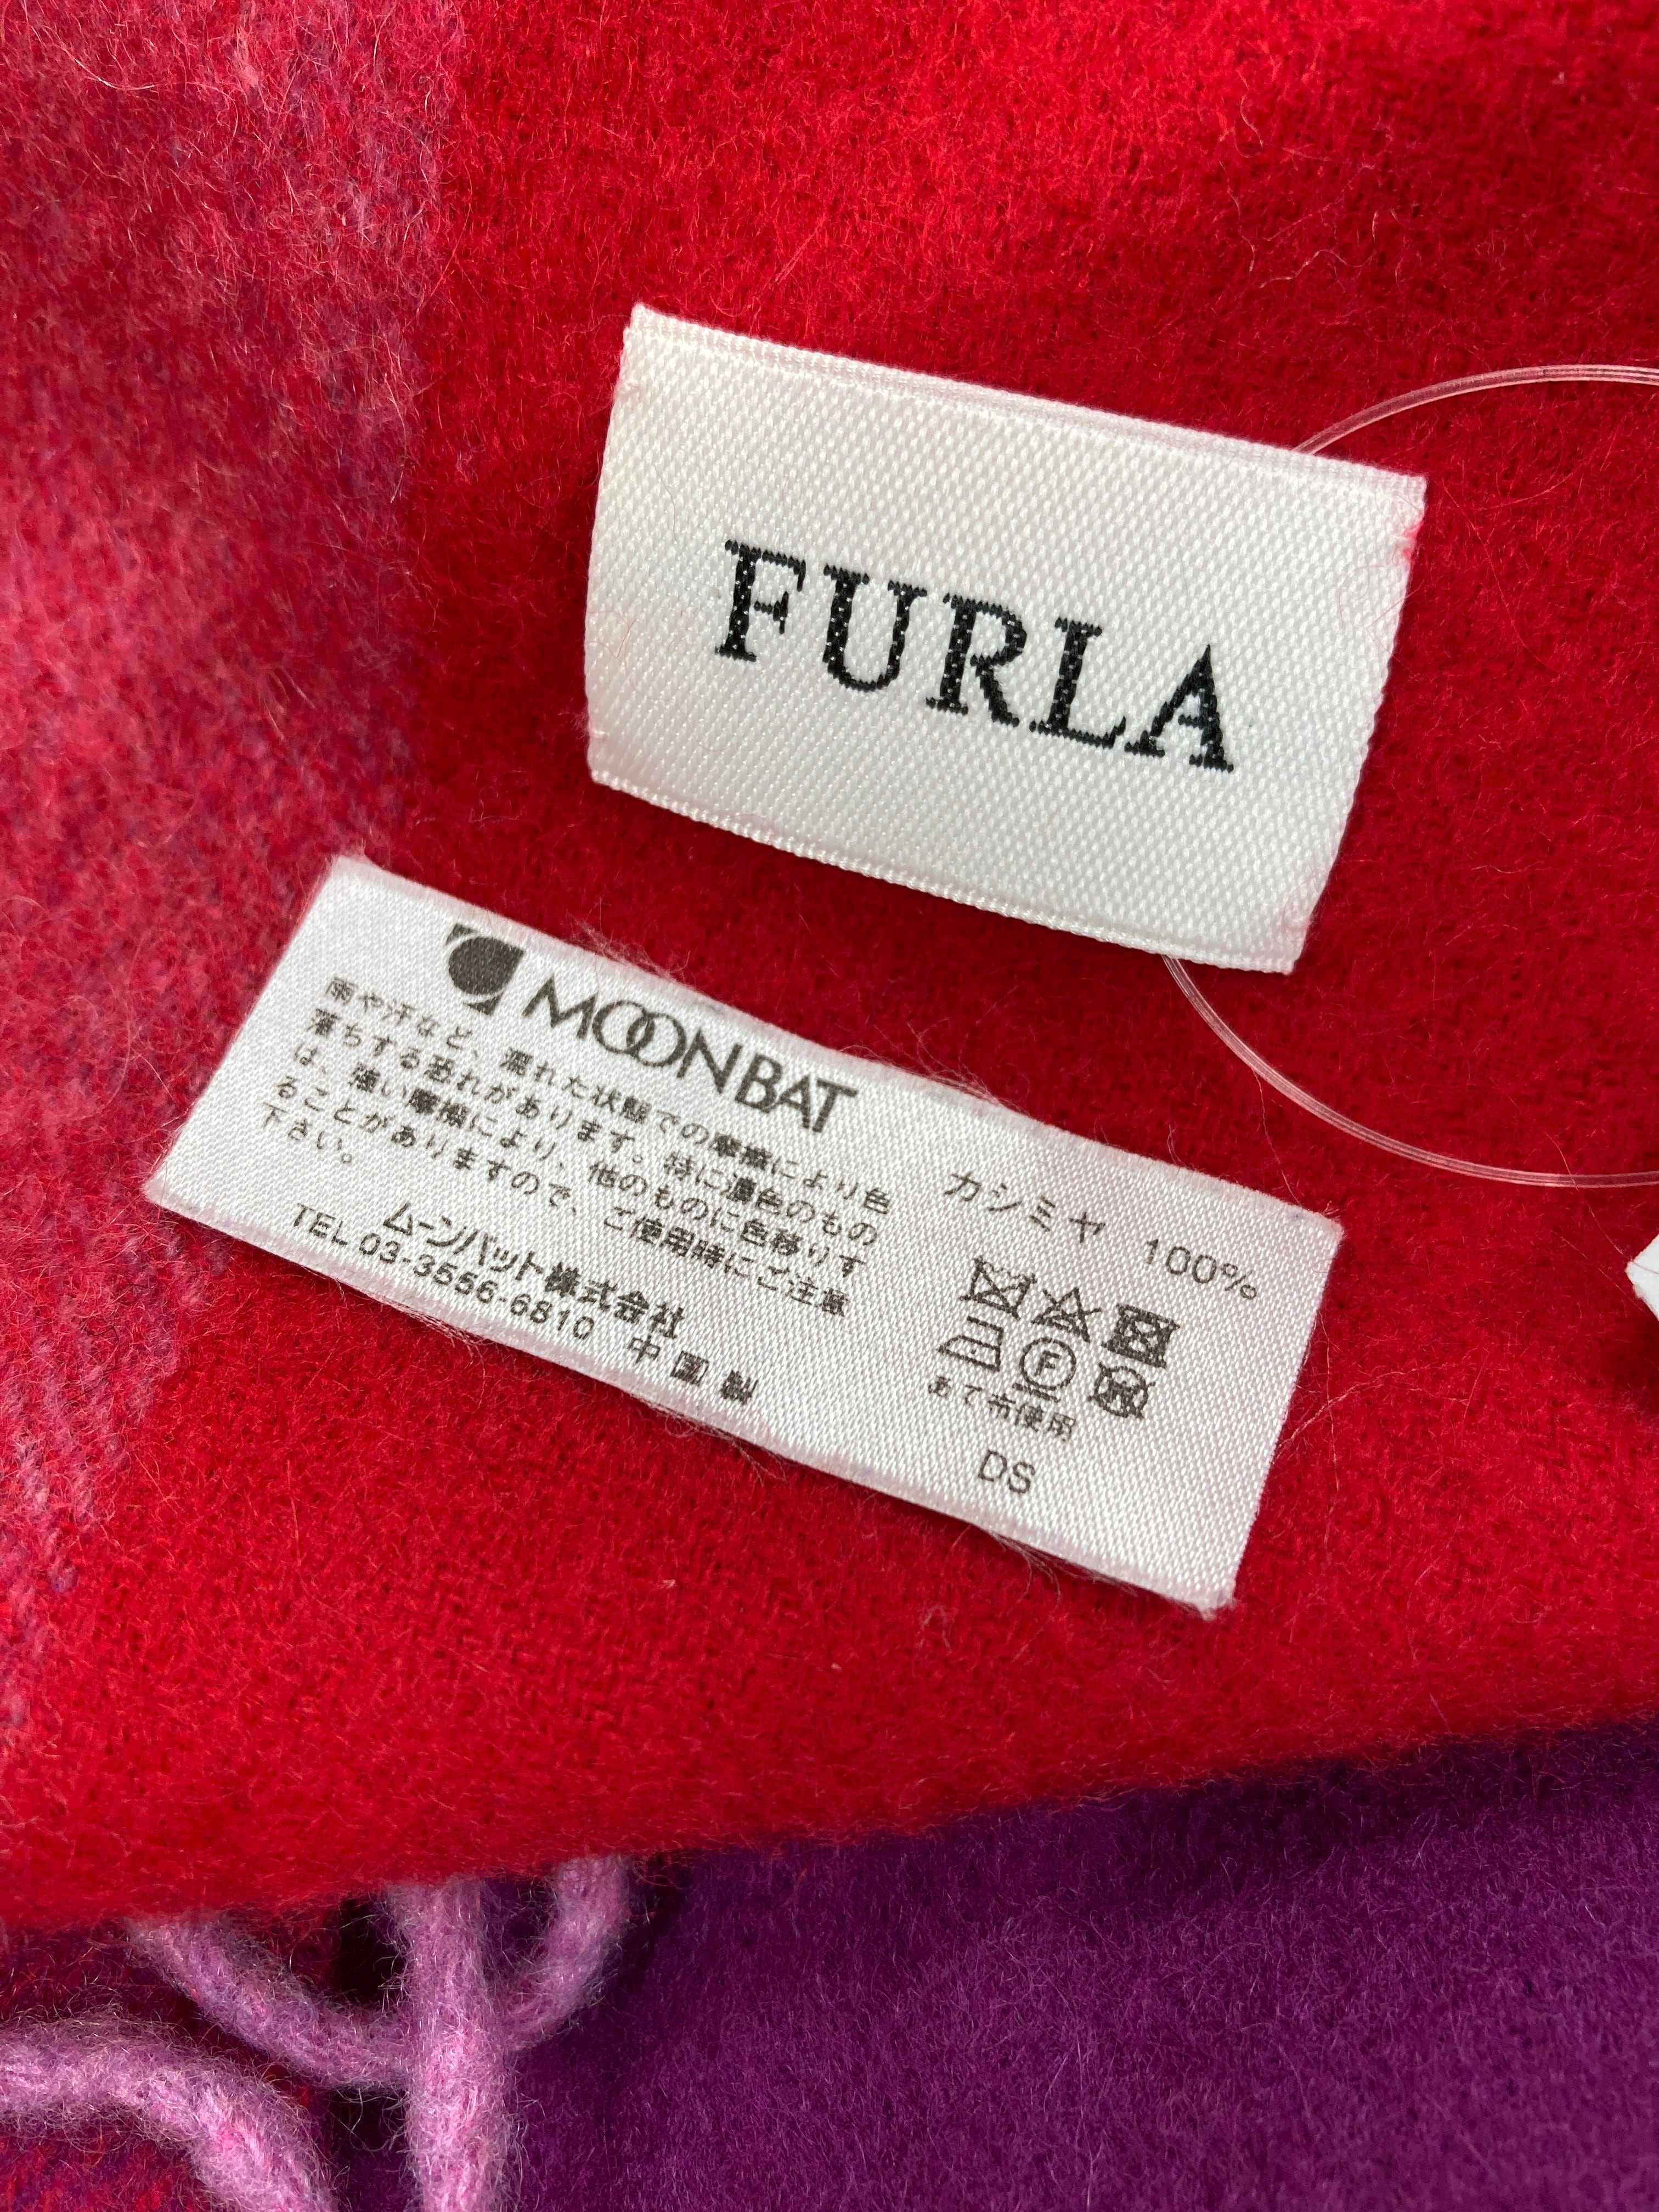 FURLA
MOONBAT
雨や汗など、濡れた状態での摩擦により色
落ちする恐れがあります。特に濃色のもの
は、強い摩擦により、他のものに色移りす
ることがありますので、ご使用時にご注意
下さい。
ムーンバット株式会社
TEL 03-3556-6810 中国製
カシミヤ 100%
F
あて布使用
DS